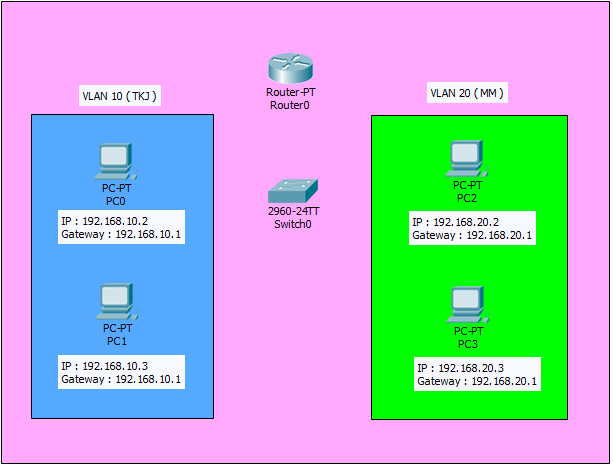 Router-PT
Router0
VLAN 10 ( TKJ )
VLAN 20 ( MM )
PC-PT
PC0
IP : 192.168.10.2
Gateway : 192.168.10.1
2960-24TT
Switch0
PC-PT
PC2
IP : 192.168.20.2
Gateway : 192.168.20.1
PC-PT
PC1
IP : 192.168.10.3
Gateway : 192.168.10.1
PC-PT
PC3
IP : 192.168.20.3
Gateway : 192.168.20.1